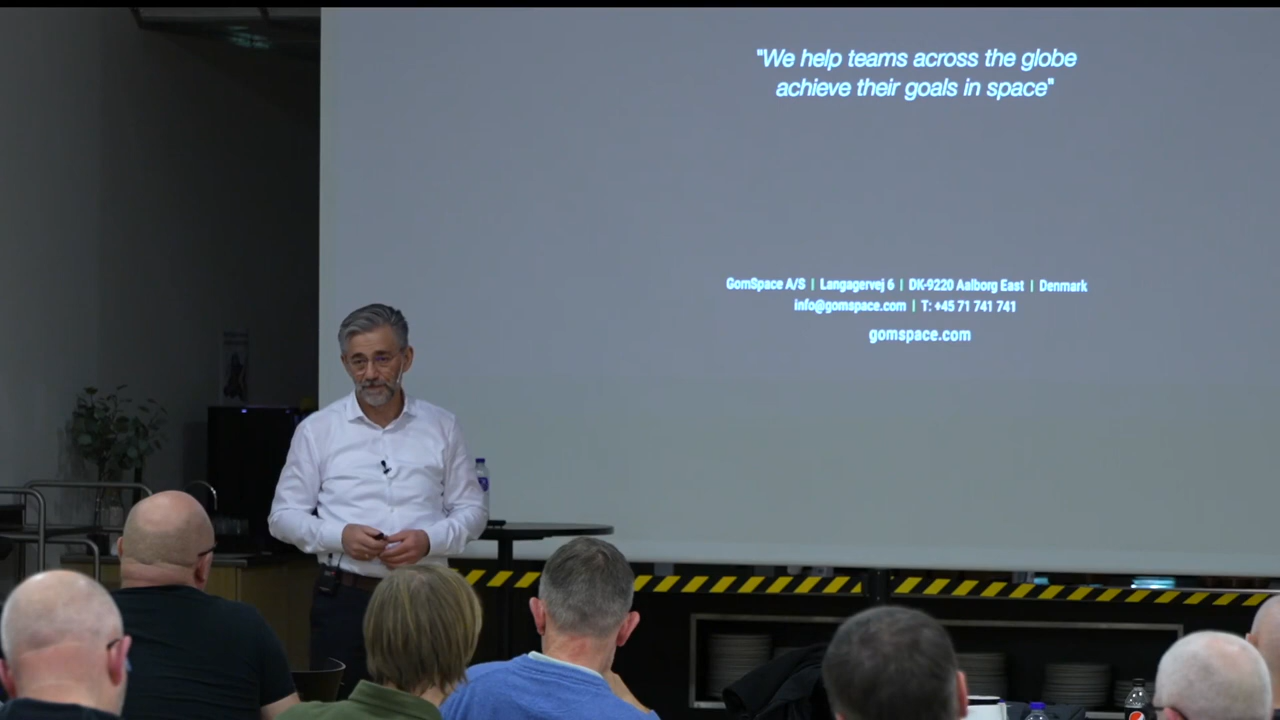 "We help teams across the globe
achieve their goals in space"
GomSpace A/S | Langagervej 6 | DK-9220 Aalborg East | Denmark
info@gomspace.com | T: +45 71 741 741
gomspace.com